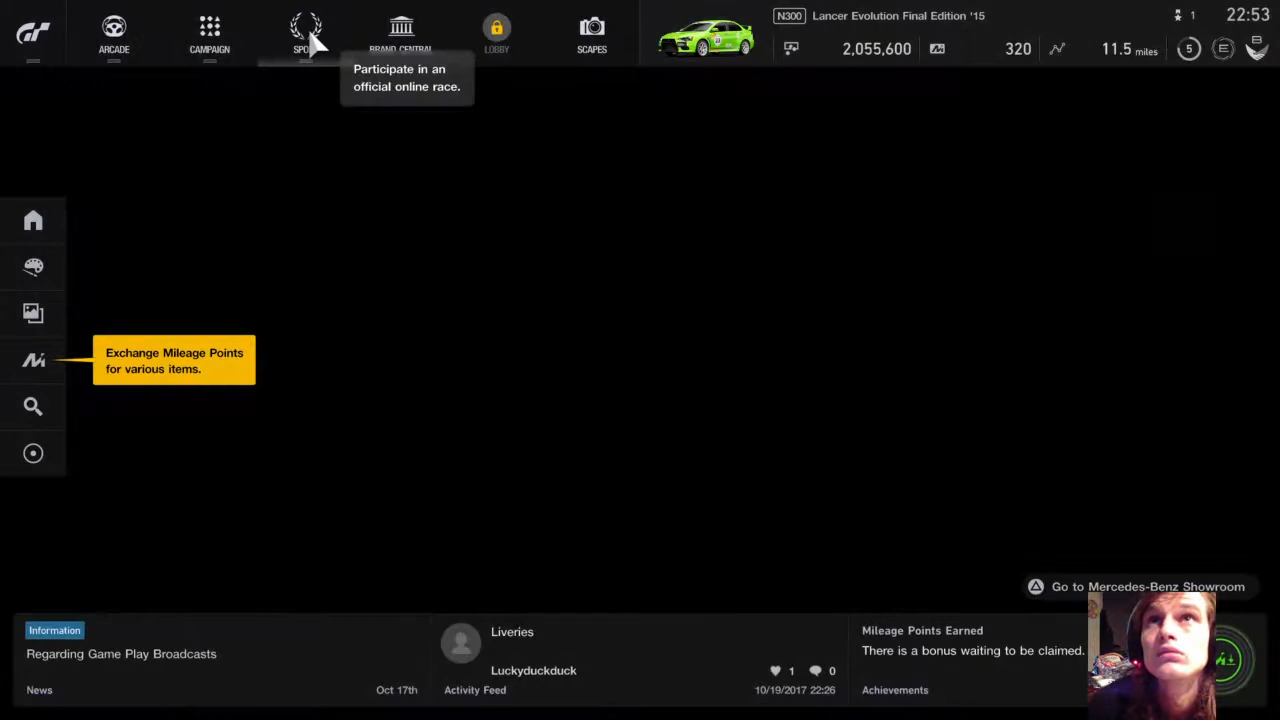 ARCADE
CAMPAIGN
SPORT
BRAND CENTRAL
LOBBY
SCAPES
N300 Lancer Evolution Final Edition '15
1
22:53
2,055,600
320
11.5 miles
5
E
Participate in an
official online race.
Exchange Mileage Points
for various items.
Go to Mercedes-Benz Showroom
Information
Regarding Game Play Broadcasts
News
Oct 17th
Liveries
Luckyduckduck
1
0
Activity Feed
10/19/2017 22:26
Mileage Points Earned
There is a bonus waiting to be claimed.
Achievements